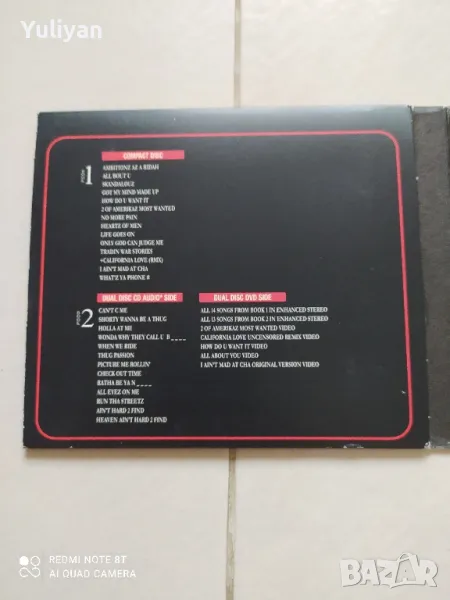 Yuliyan
COMPACT DISC
BOOK 1
AMBITIONZ AZ A RIDAH
ALL BOUT U
SKANDALOUZ
GOT MY MIND MADE UP
HOW DO U WANT IT
2 OF AMERIKAZ MOST WANTED
NO MORE PAIN
HEARTZ OF MEN
LIFE GOES ON
ONLY GOD CAN JUDGE ME
TRADIN WAR STORIES
*CALIFORNIA LOVE (RMX)
I AIN'T MAD AT CHA
WHAT'Z YA PHONE #
DUAL DISC CD AUDIO* SIDE
BOOK 2
CAN'T C ME
SHORTY WANNA BE A THUG
HOLLA AT ME
WONDA WHY THEY CALL U B _ _ _ _
WHEN WE RIDE
THUG PASSION
PICTURE ME ROLLIN'
CHECK OUT TIME
RATHA BE YA N _ _ _ _
ALL EYEZ ON ME
RUN THA STREETZ
AIN'T HARD 2 FIND
HEAVEN AIN'T HARD 2 FIND
DUAL DISC DVD SIDE
ALL 14 SONGS FROM BOOK 1 IN ENHANCED STEREO
ALL 13 SONGS FROM BOOK 2 IN ENHANCED STEREO
2 OF AMERIKAZ MOST WANTED VIDEO
CALIFORNIA LOVE UNCENSORED REMIX VIDEO
HOW DO U WANT IT VIDEO
ALL ABOUT YOU VIDEO
I AIN'T MAD AT CHA ORIGINAL VERSION VIDEO
REDMI NOTE 8T
AI QUAD CAMERA
BAZAR